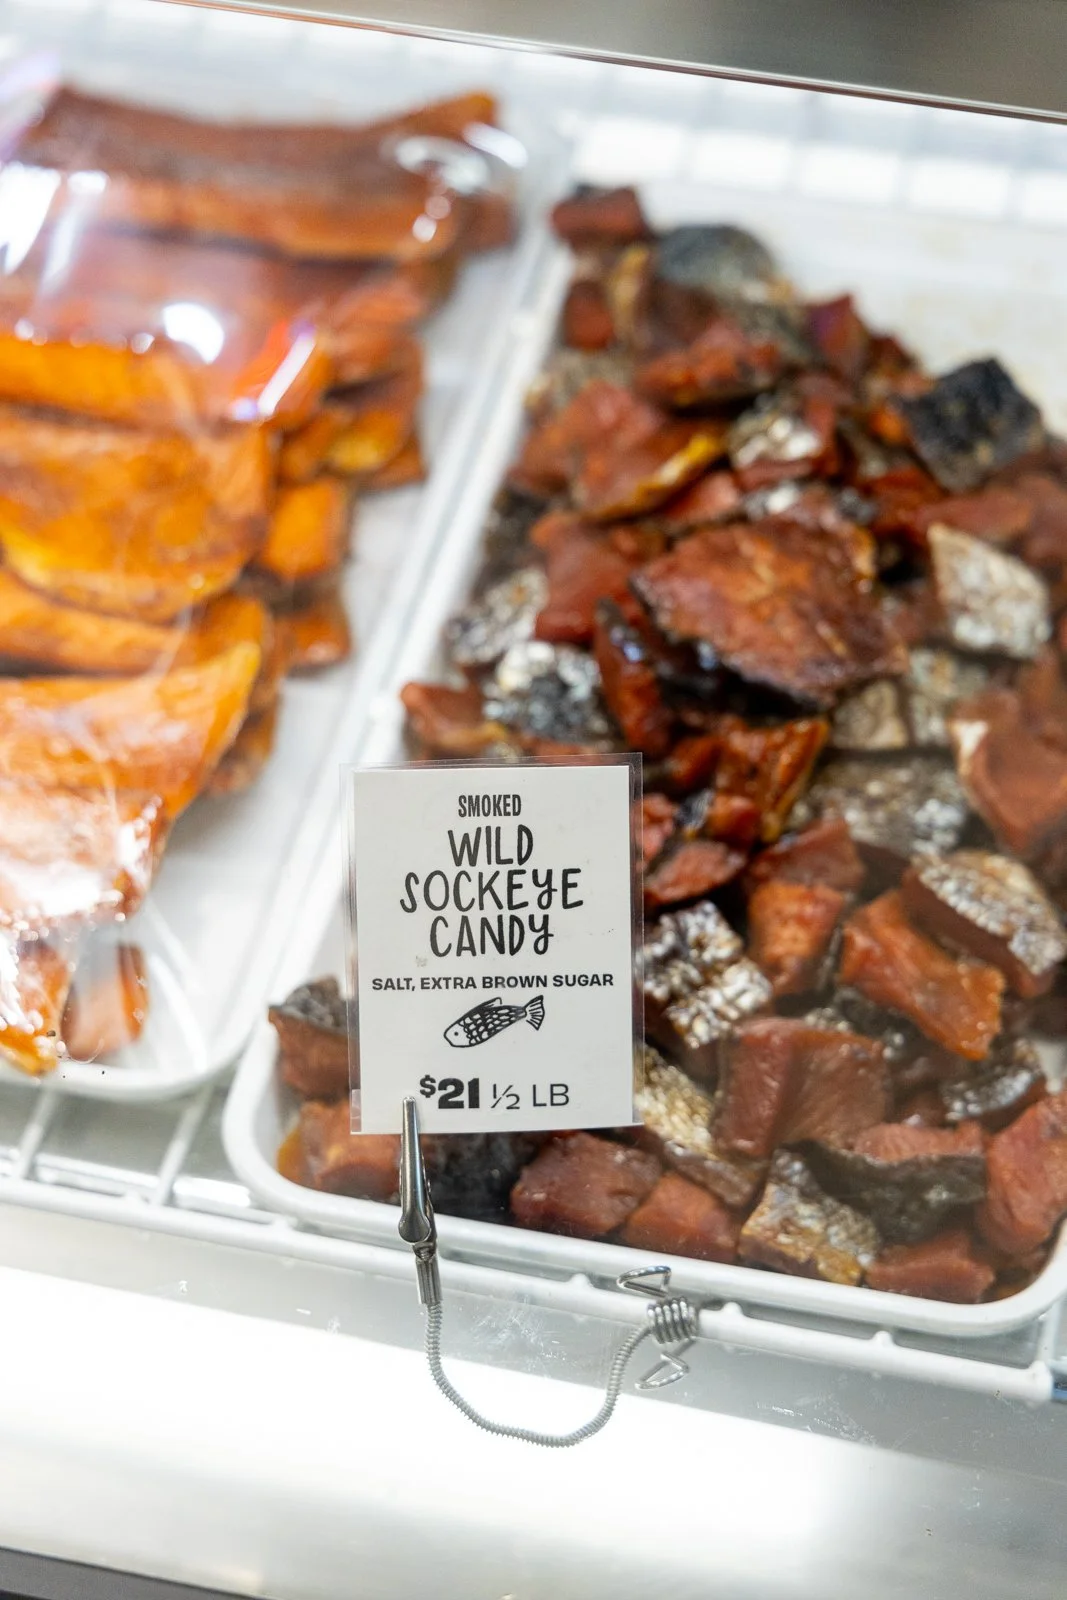 SMOKED
WILD
SOCKEYE
CANDY
SALT, EXTRA BROWN SUGAR
$21 1/2 LB